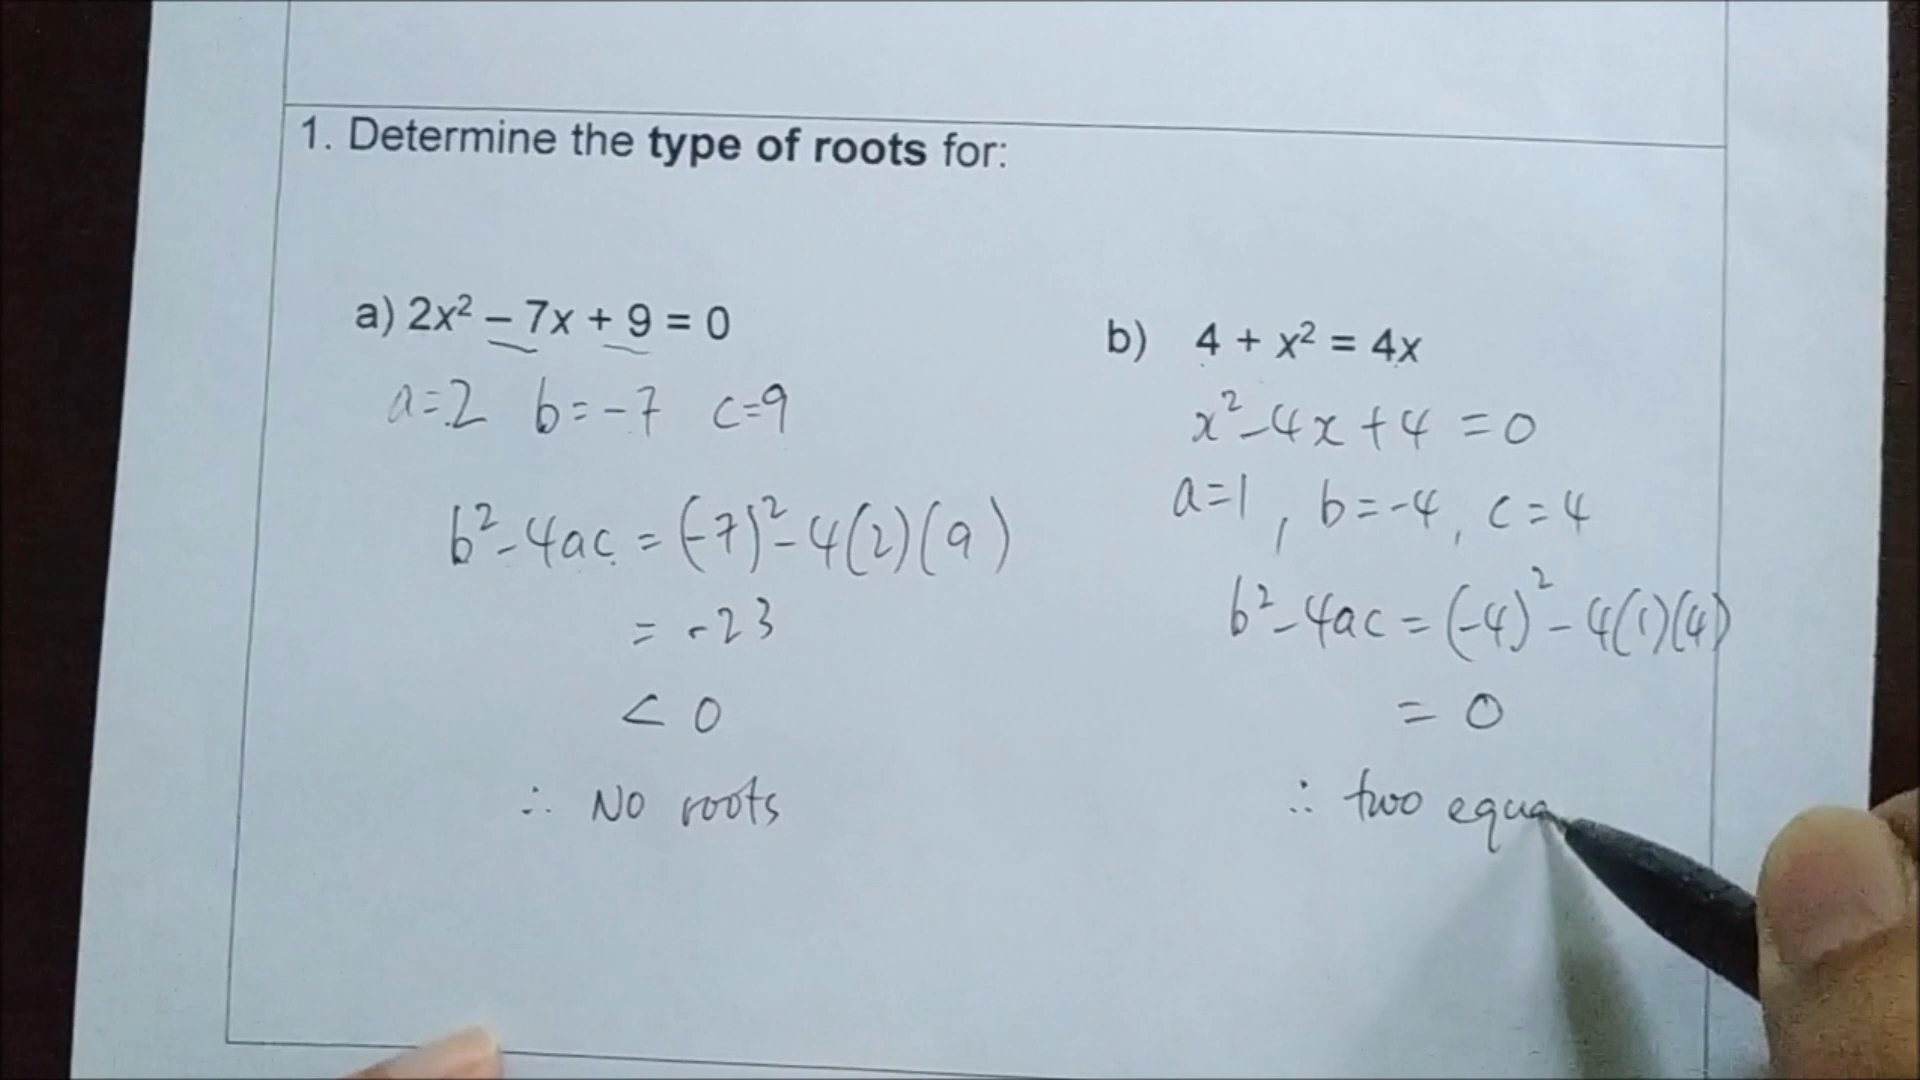 1. Determine the type of roots for:
a) 2x² – 7x + 9 = 0
a=2 b=-7 c=9
b²-4ac = (-7)²-4(2)(9)
= -23
< 0
∴ No roots
b) 4 + x² = 4x
x²-4x+4=0
a=1, b=-4, c=4
b²-4ac = (-4)²-4(1)(4)
= 0
∴ two equa